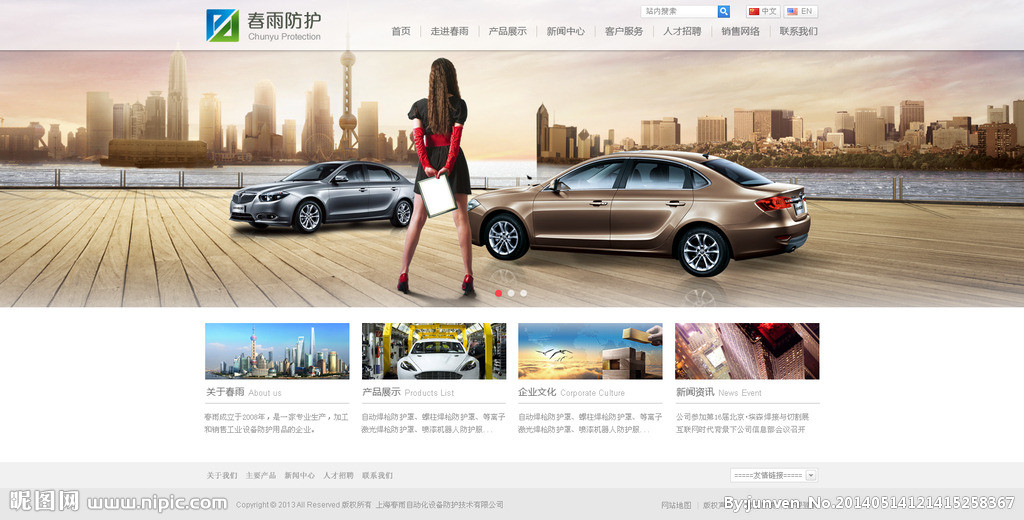 春雨防护
Chunyu Protection
站内搜索
中文
EN
首页 走进春雨 产品展示 新闻中心 客户服务 人才招聘 销售网络 联系我们
关于春雨 About us
产品展示 Products List
企业文化 Corporate Culture
新闻资讯 News Event
春雨成立于2008年，是一家专业生产，加工
和销售工业设备防护用品的企业。
自动焊枪防护罩、螺柱焊枪防护罩、等离子
激光焊枪防护罩、喷漆机器人防护服...
自动焊枪防护罩、螺柱焊枪防护罩、等离子
激光焊枪防护罩、喷漆机器人防护服...
公司参加第16届北京·埃森焊接与切割展
互联网时代背景下公司信息部会议召开
关于我们 主要产品 新闻中心 人才招聘 联系我们
=====友情链接=====
昵图网 www.nipic.com
Copyright © 2013 All Reserved 版权所有 上海春雨自动化设备防护技术有限公司
网站地图
By:junven No.20140514121415258367